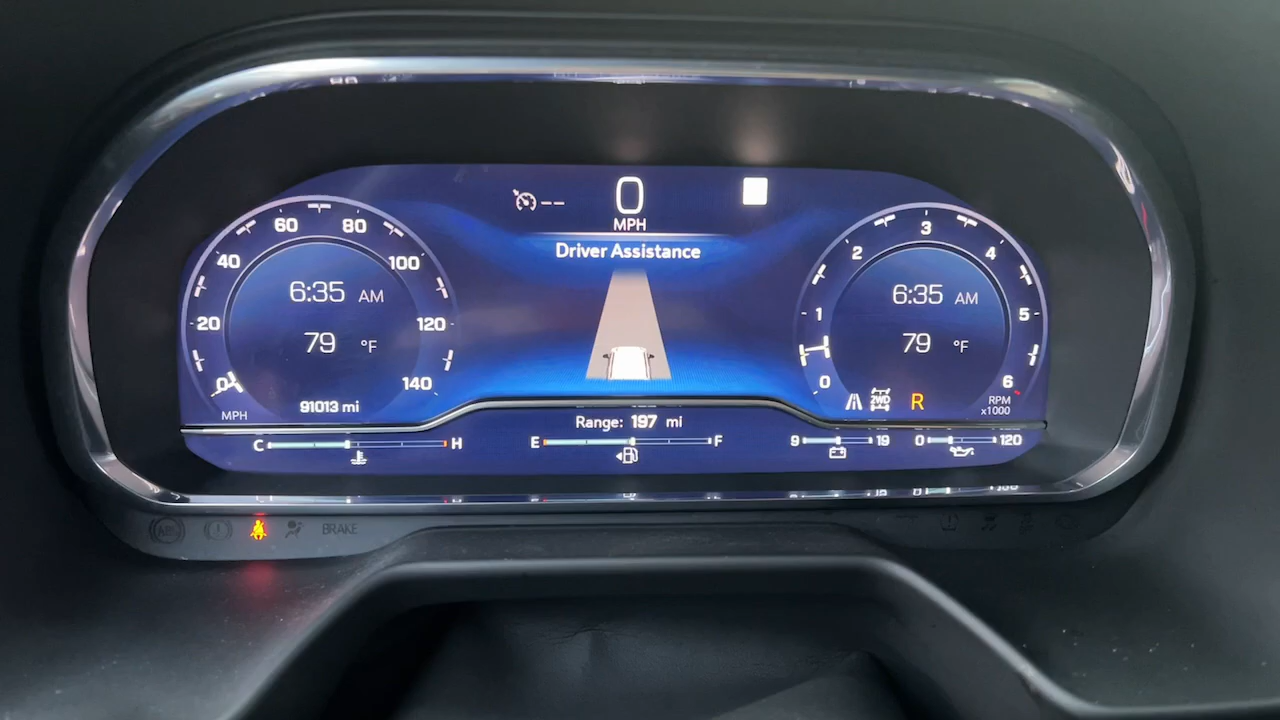 0
MPH
Driver Assistance
0
20
40
60
80
100
120
140
MPH
6:35 AM
79 °F
91013 mi
0
1
2
3
4
5
6
RPM
x1000
6:35 AM
79 °F
2WD
R
Range: 197 mi
C H
E F
9 19
0 120
ABS
BRAKE